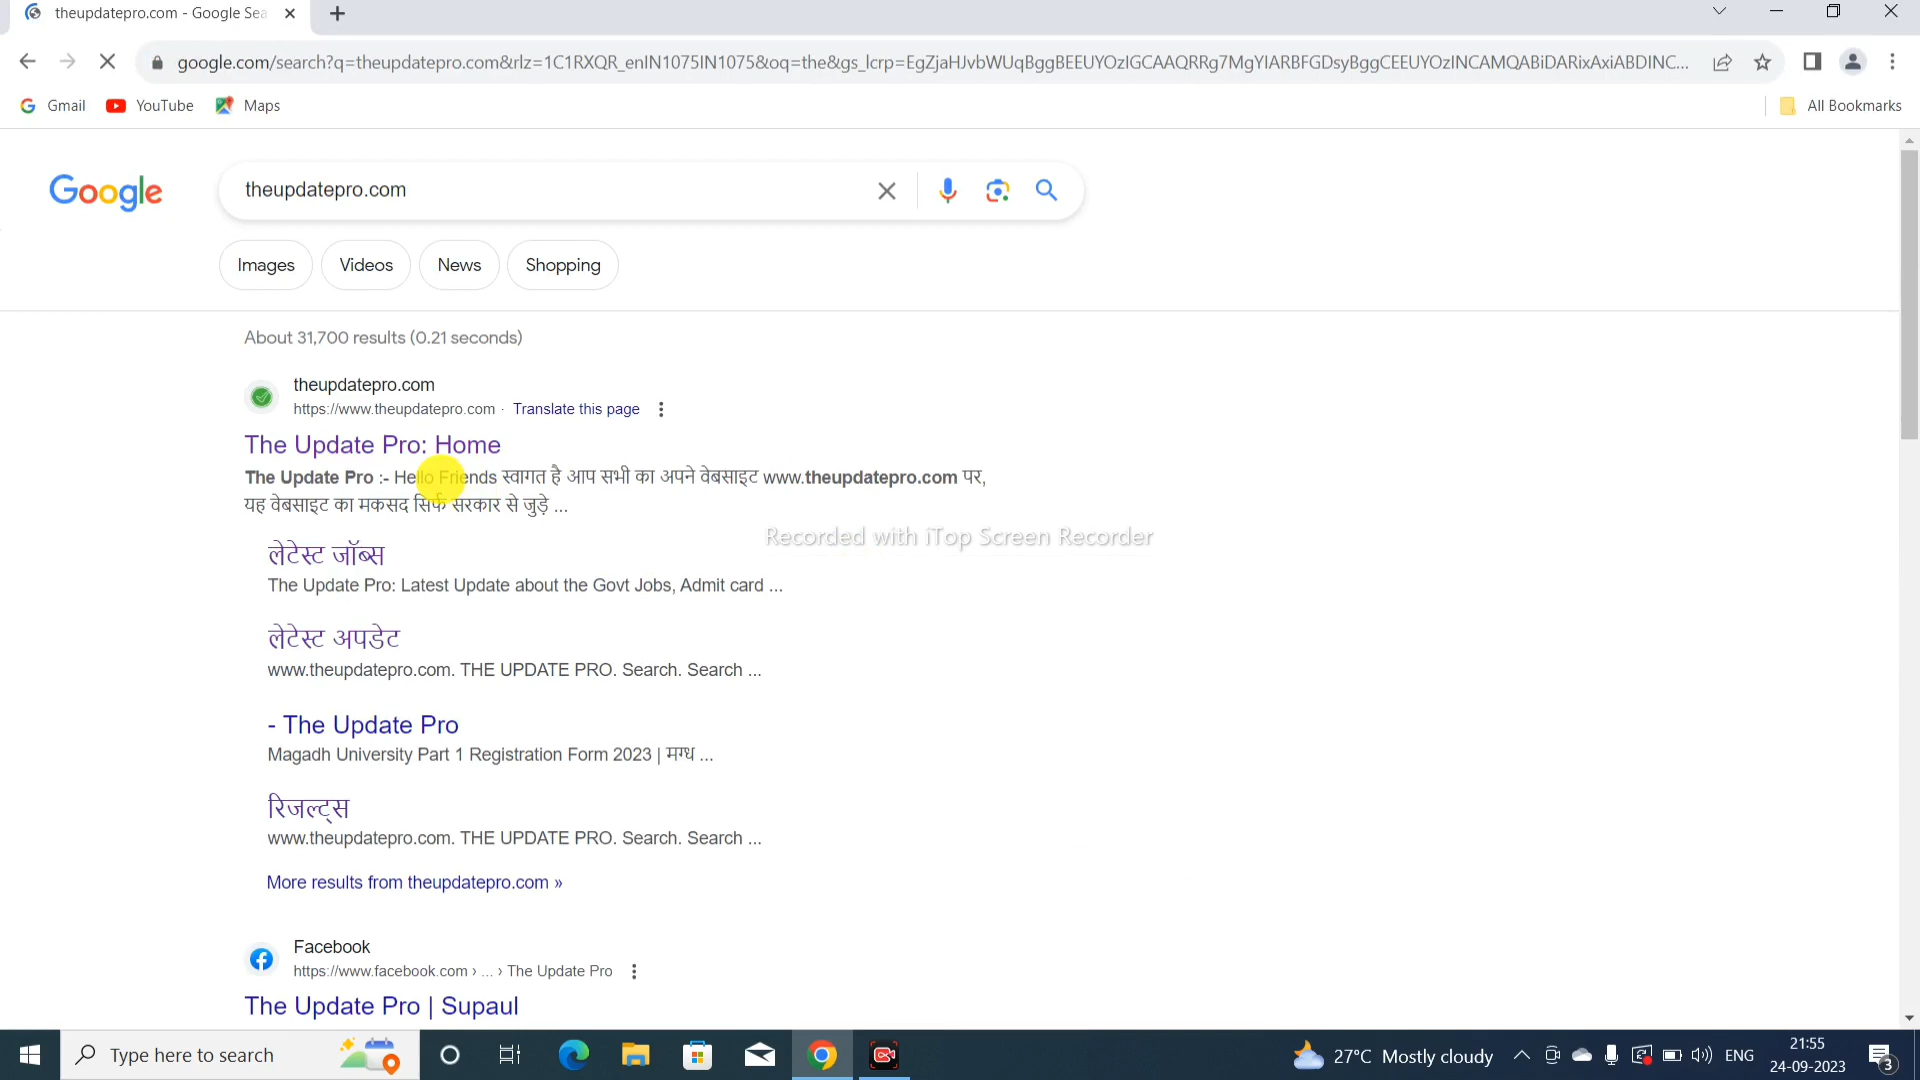 theupdatepro.com - Google Sea
google.com/search?q=theupdatepro.com&rlz=1C1RXQR_enIN1075IN1075&oq=the&gs_lcrp=EgZjaHJvbWUqBggBEEUYOzIGCAAQRRg7MgYIARBFGDsyBggCEEUYOzINCAMQABiDARixAxiABDINC...
Gmail
YouTube
Maps
All Bookmarks
Google
theupdatepro.com
Images
Videos
News
Shopping
About 31,700 results (0.21 seconds)
theupdatepro.com
https://www.theupdatepro.com · Translate this page
The Update Pro: Home
The Update Pro :- Hello Friends स्वागत है आप सभी का अपने वेबसाइट www.theupdatepro.com पर,
यह वेबसाइट का मकसद सिर्फ सरकार से जुड़े ...
Recorded with iTop Screen Recorder
लेटेस्ट जॉब्स
The Update Pro: Latest Update about the Govt Jobs, Admit card ...
लेटेस्ट अपडेट
www.theupdatepro.com. THE UPDATE PRO. Search. Search ...
- The Update Pro
Magadh University Part 1 Registration Form 2023 | मगध ...
रिजल्ट्स
www.theupdatepro.com. THE UPDATE PRO. Search. Search ...
More results from theupdatepro.com »
Facebook
https://www.facebook.com › ... › The Update Pro
The Update Pro | Supaul
Type here to search
27°C Mostly cloudy
ENG
21:55
24-09-2023
3